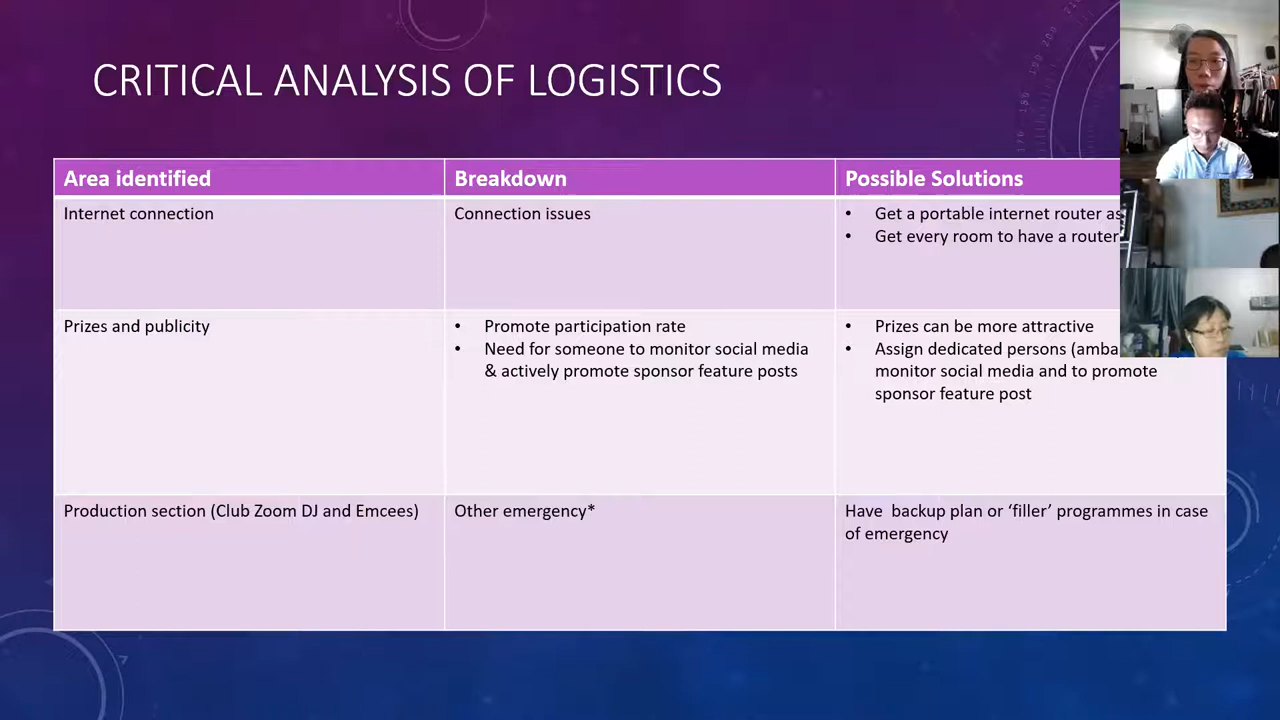 CRITICAL ANALYSIS OF LOGISTICS
Area identified
Breakdown
Possible Solutions
Internet connection
Connection issues
• Get a portable internet router as
• Get every room to have a router
Prizes and publicity
• Promote participation rate
• Need for someone to monitor social media
& actively promote sponsor feature posts
• Prizes can be more attractive
• Assign dedicated persons
monitor social media and to promote
sponsor feature post
Production section (Club Zoom DJ and Emcees)
Other emergency*
Have backup plan or ‘filler’ programmes in case
of emergency